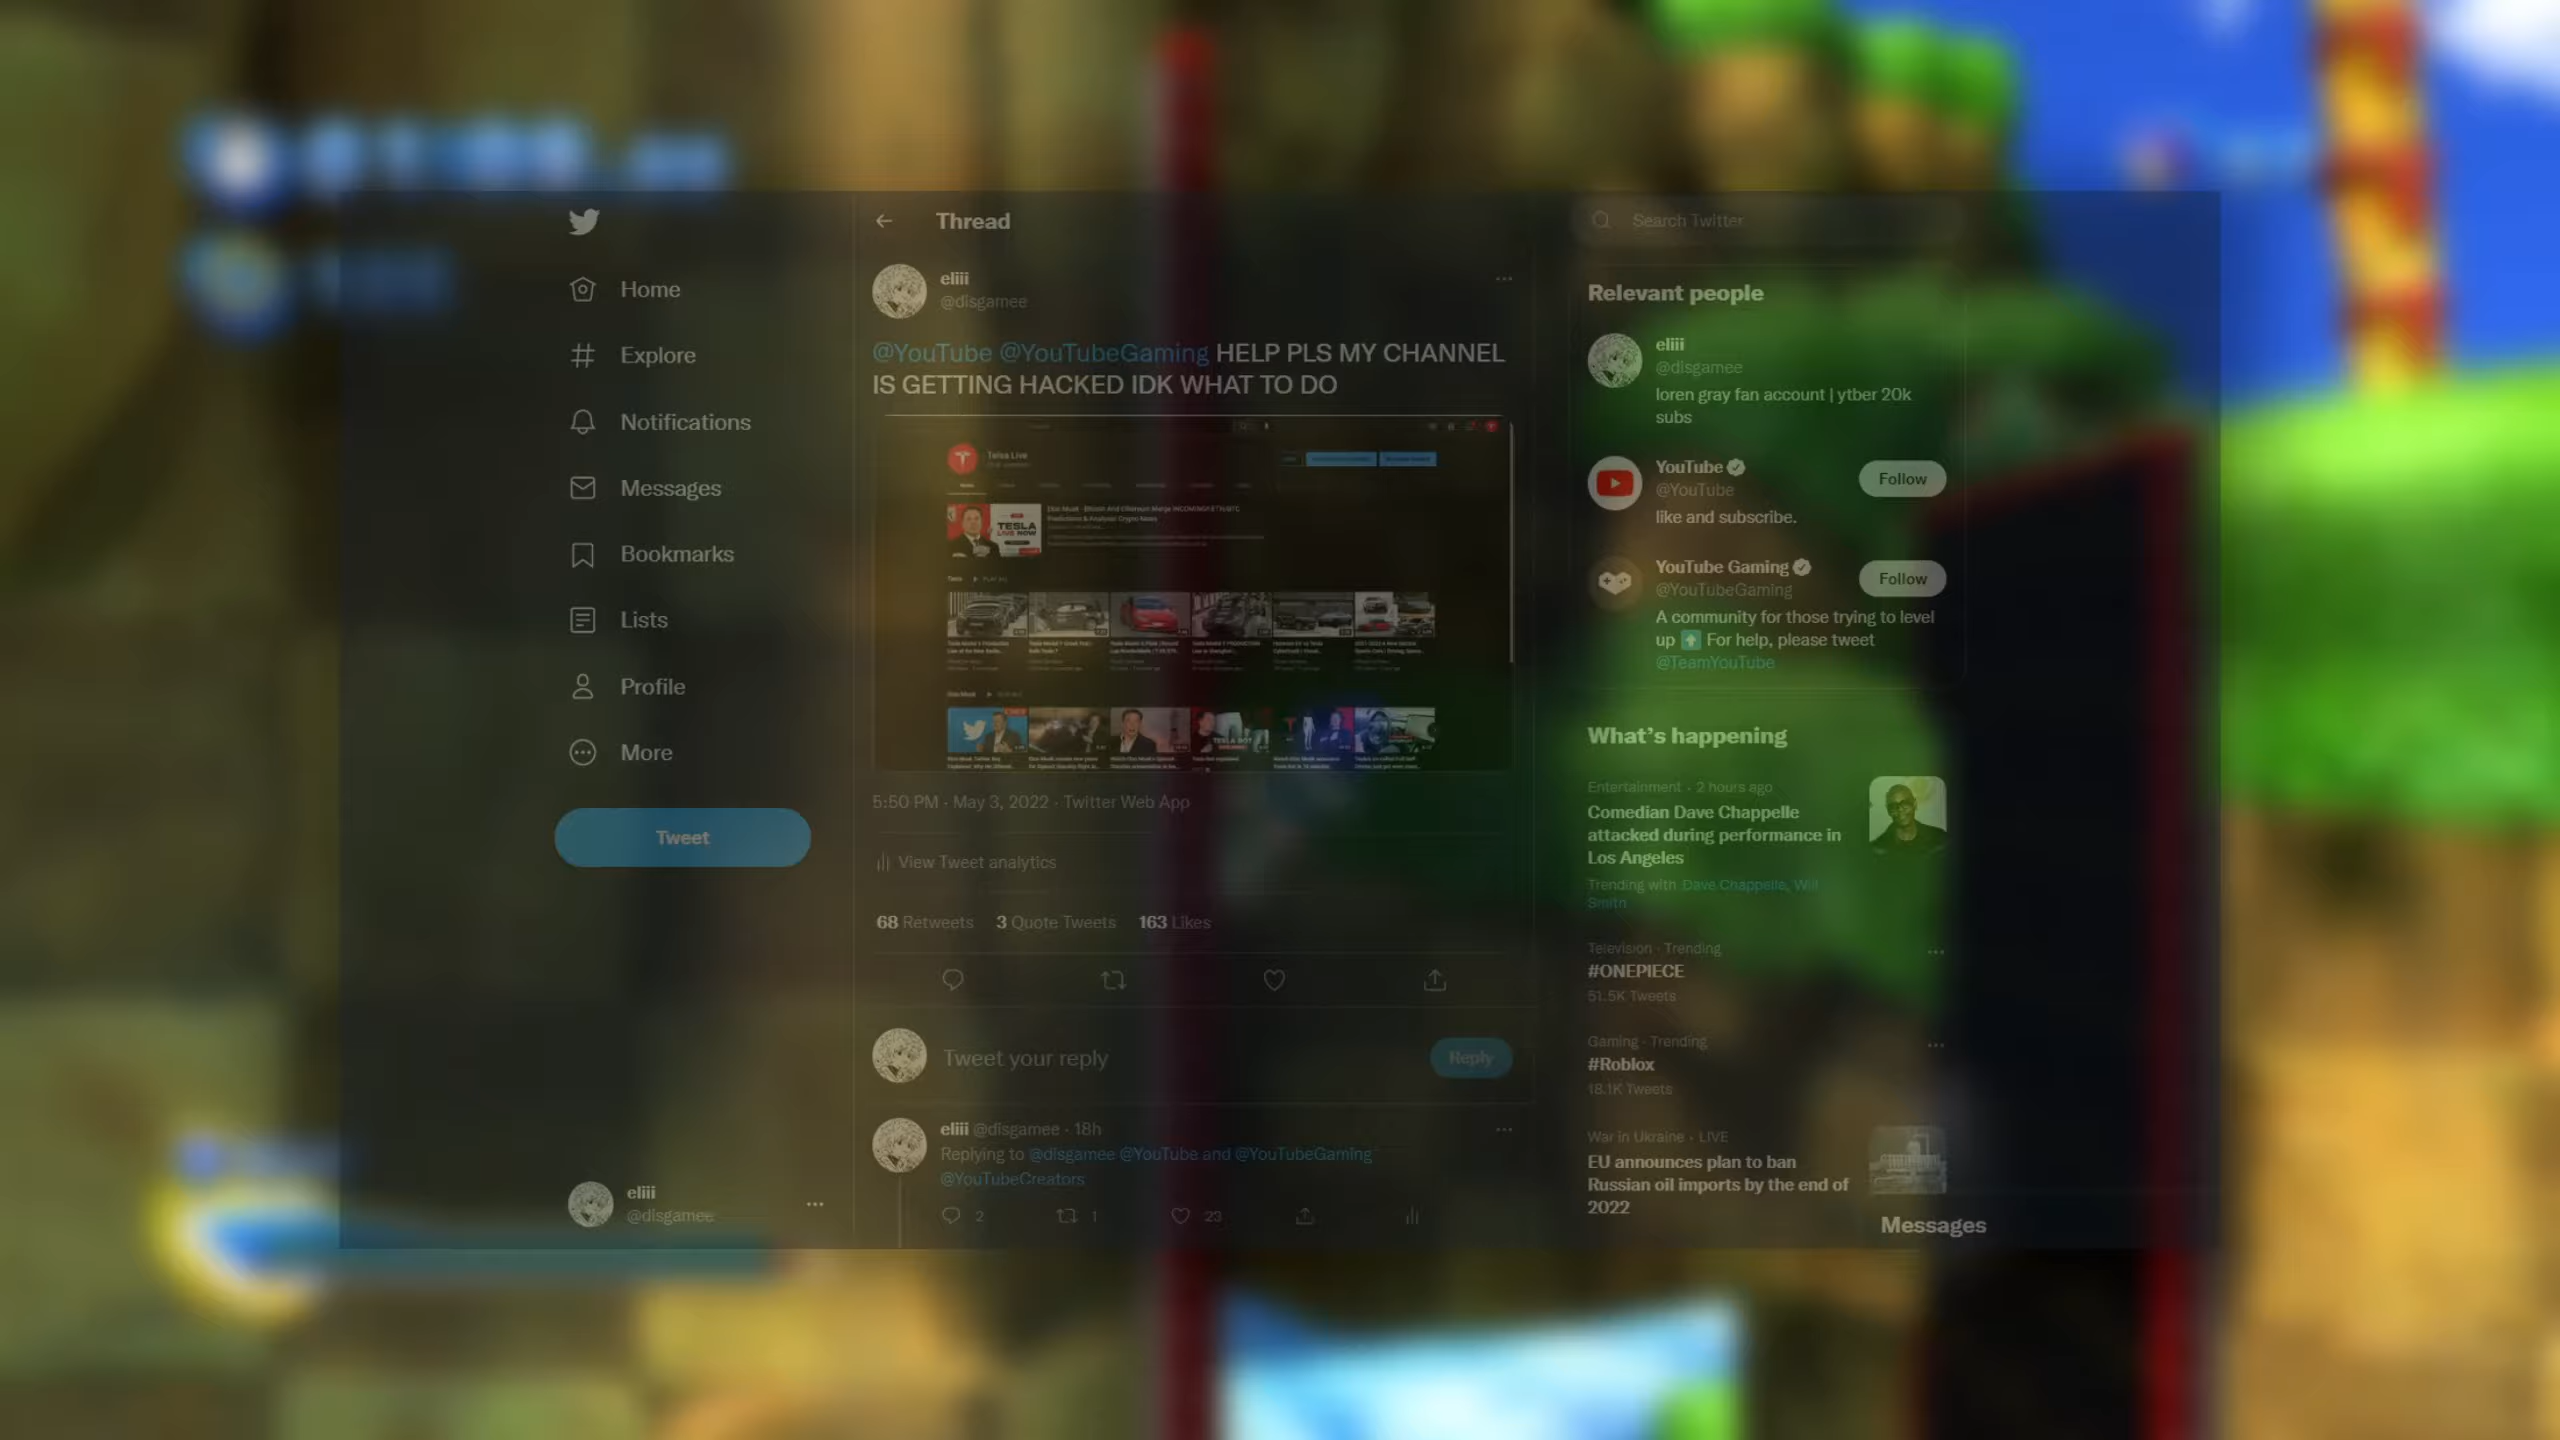 Home
Explore
Notifications
Messages
Bookmarks
Lists
Profile
More
Tweet
eliii
@disgamee
Thread
eliii
@disgamee
@YouTube @YouTubeGaming HELP PLS MY CHANNEL
IS GETTING HACKED IDK WHAT TO DO
Telsa Live
TESLA
LIVE NOW
5:50 PM · May 3, 2022 · Twitter Web App
View Tweet analytics
68 Retweets 3 Quote Tweets 163 Likes
Tweet your reply
Reply
eliii @disgamee · 18h
Replying to @disgamee @YouTube and @YouTubeGaming
@YouTubeCreators
2 1 23
Search Twitter
Relevant people
eliii
@disgamee
loren gray fan account | ytber 20k
subs
YouTube
@YouTube
Follow
like and subscribe.
YouTube Gaming
@YouTubeGaming
Follow
A community for those trying to level
up For help, please tweet
@TeamYouTube
What's happening
Entertainment · 2 hours ago
Comedian Dave Chappelle
attacked during performance in
Los Angeles
Trending with Dave Chappelle, Will
Smith
Television · Trending
#ONEPIECE
51.5K Tweets
Gaming · Trending
#Roblox
18.1K Tweets
War in Ukraine · LIVE
EU announces plan to ban
Russian oil imports by the end of
2022
Messages